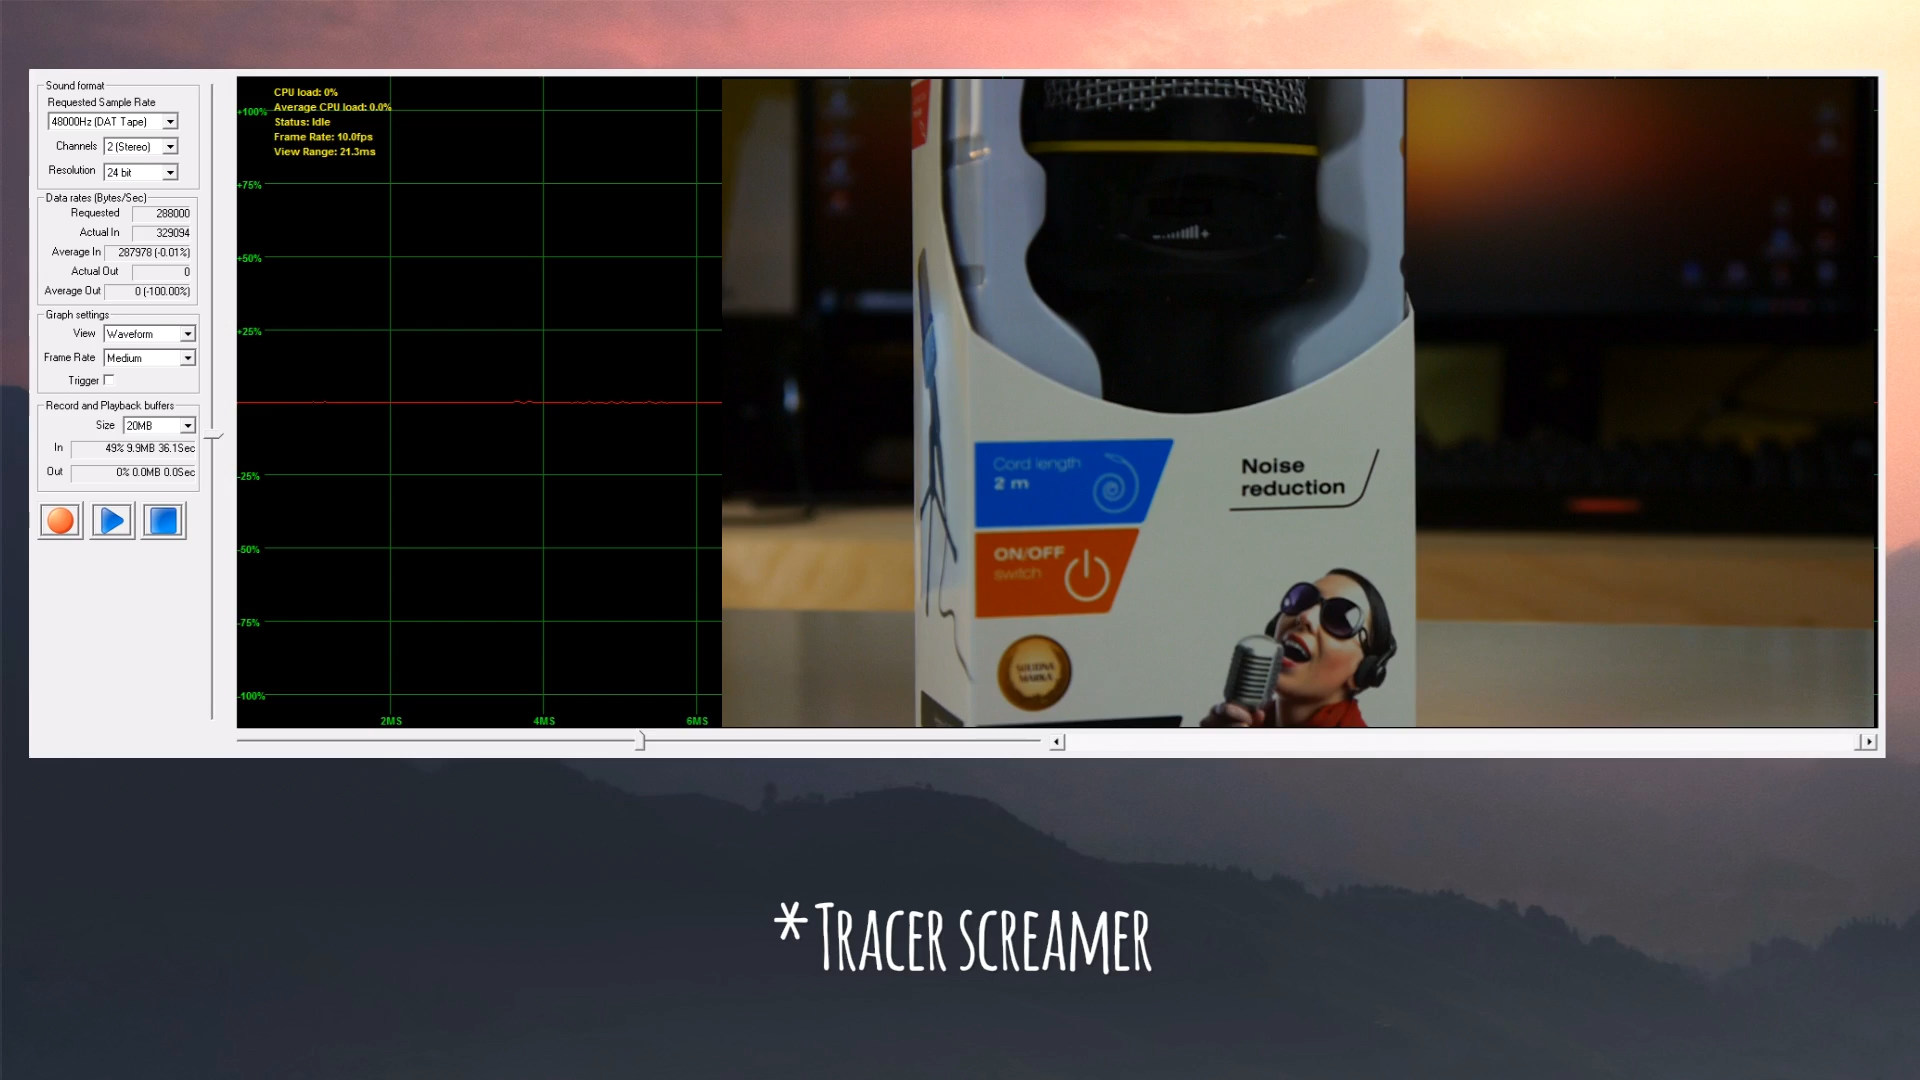 Sound format
Requested Sample Rate
48000Hz (DAT Tape)
Channels 2 (Stereo)
Resolution 24 bit
Data rates (Bytes/Sec)
Requested 288000
Actual In 329094
Average In 287978 (-0.01%)
Actual Out 0
Average Out 0 (-100.00%)
Graph settings
View Waveform
Frame Rate Medium
Trigger
Record and Playback buffers
Size 20MB
In 49% 9.9MB 36.1Sec
Out 0% 0.0MB 0.0Sec
CPU load: 0%
Average CPU load: 0.0%
Status: Idle
Frame Rate: 10.0fps
View Range: 21.3ms
+100%
+75%
+50%
+25%
-25%
-50%
-75%
-100%
2MS 4MS 6MS
Cord length
2 m
Noise
reduction
ON/OFF
switch
* Tracer screamer